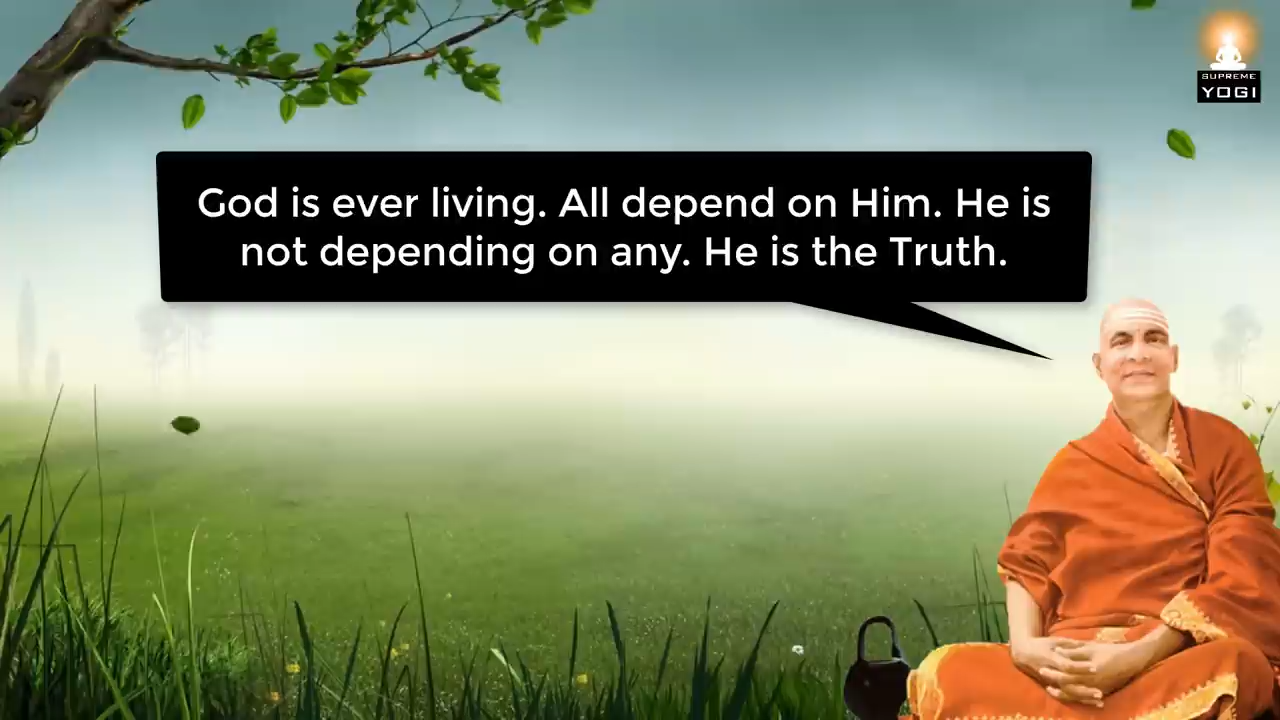 SUPREME
YOGI
God is ever living. All depend on Him. He is
not depending on any. He is the Truth.